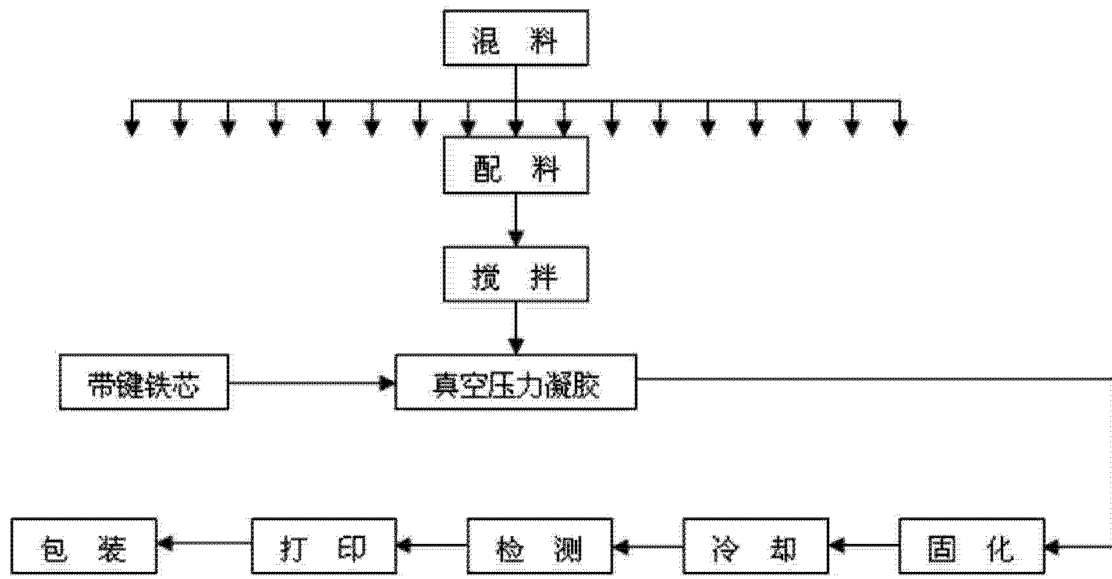 混 料
配 料
搅 拌
带键铁芯
真空压力凝胶
包 装
打 印
检 测
冷 却
固 化